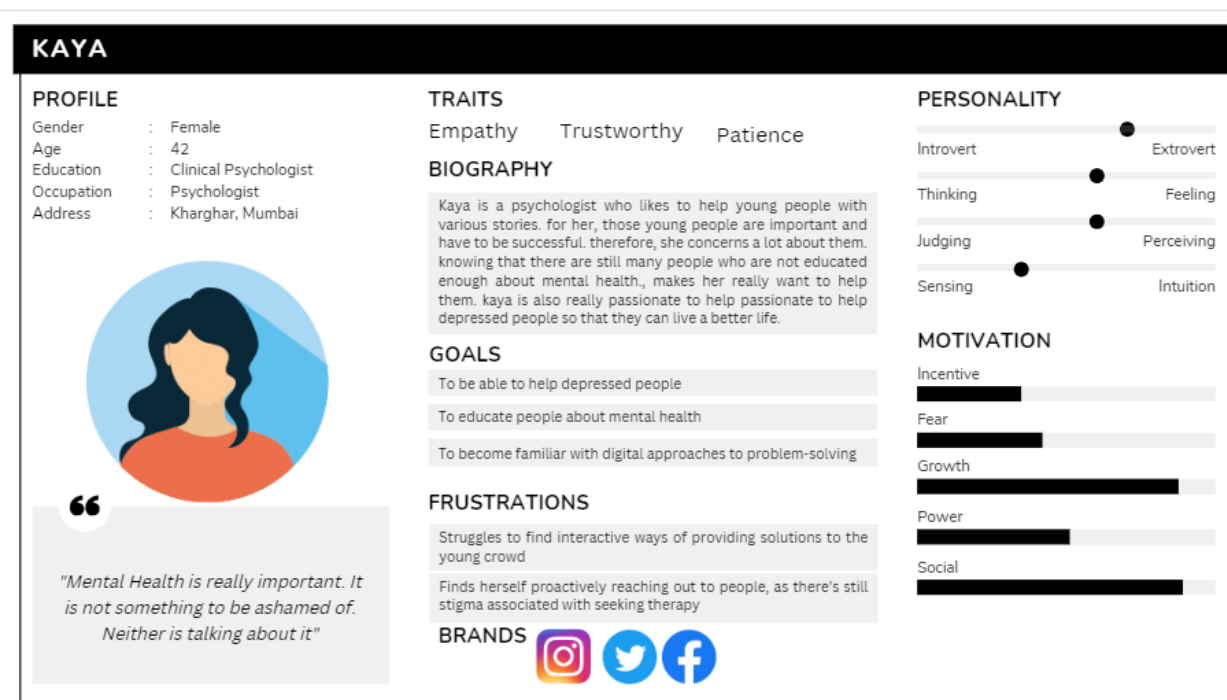 KAYA
PROFILE
Gender : Female
Age : 42
Education : Clinical Psychologist
Occupation : Psychologist
Address : Kharghar, Mumbai
"Mental Health is really important. It
is not something to be ashamed of.
Neither is talking about it"
TRAITS
Empathy Trustworthy Patience
BIOGRAPHY
Kaya is a psychologist who likes to help young people with
various stories. for her, those young people are important and
have to be successful. therefore, she concerns a lot about them.
knowing that there are still many people who are not educated
enough about mental health., makes her really want to help
them. kaya is also really passionate to help passionate to help
depressed people so that they can live a better life.
GOALS
To be able to help depressed people
To educate people about mental health
To become familiar with digital approaches to problem-solving
FRUSTRATIONS
Struggles to find interactive ways of providing solutions to the
young crowd
Finds herself proactively reaching out to people, as there's still
stigma associated with seeking therapy
BRANDS
PERSONALITY
Introvert Extrovert
Thinking Feeling
Judging Perceiving
Sensing Intuition
MOTIVATION
Incentive
Fear
Growth
Power
Social